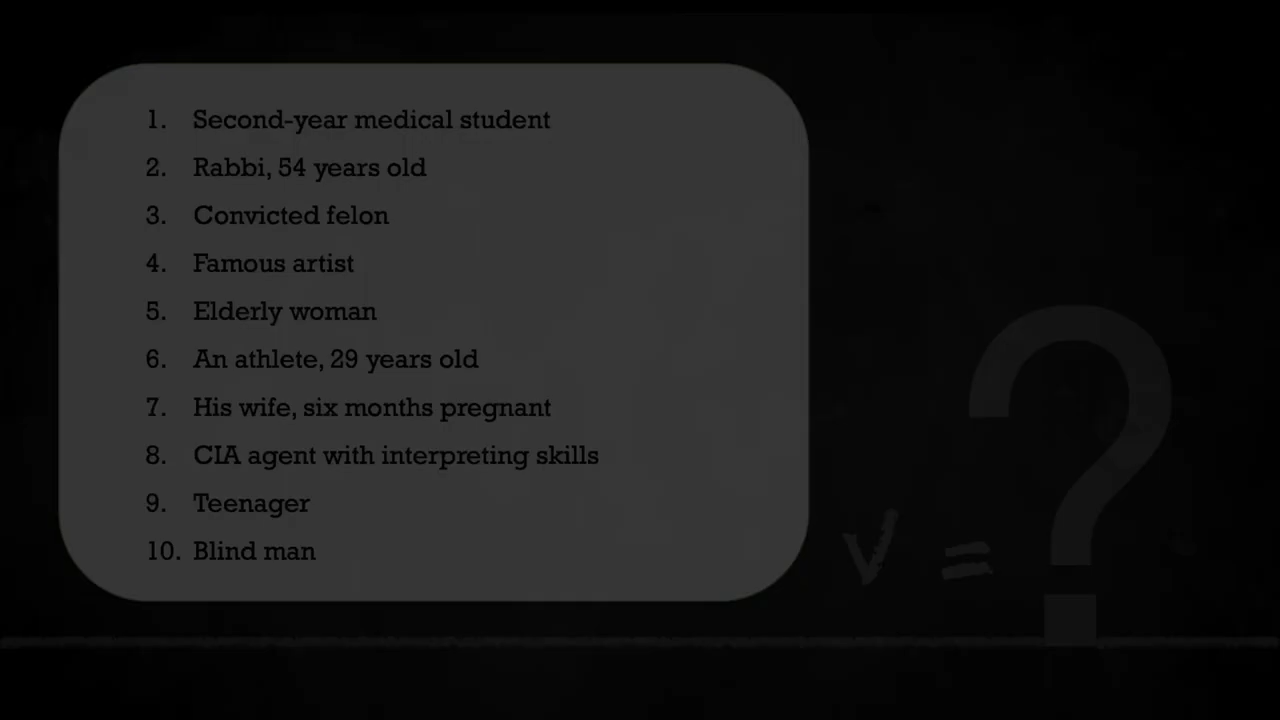 1. Second-year medical student
2. Rabbi, 54 years old
3. Convicted felon
4. Famous artist
5. Elderly woman
6. An athlete, 29 years old
7. His wife, six months pregnant
8. CIA agent with interpreting skills
9. Teenager
10. Blind man
?
v =